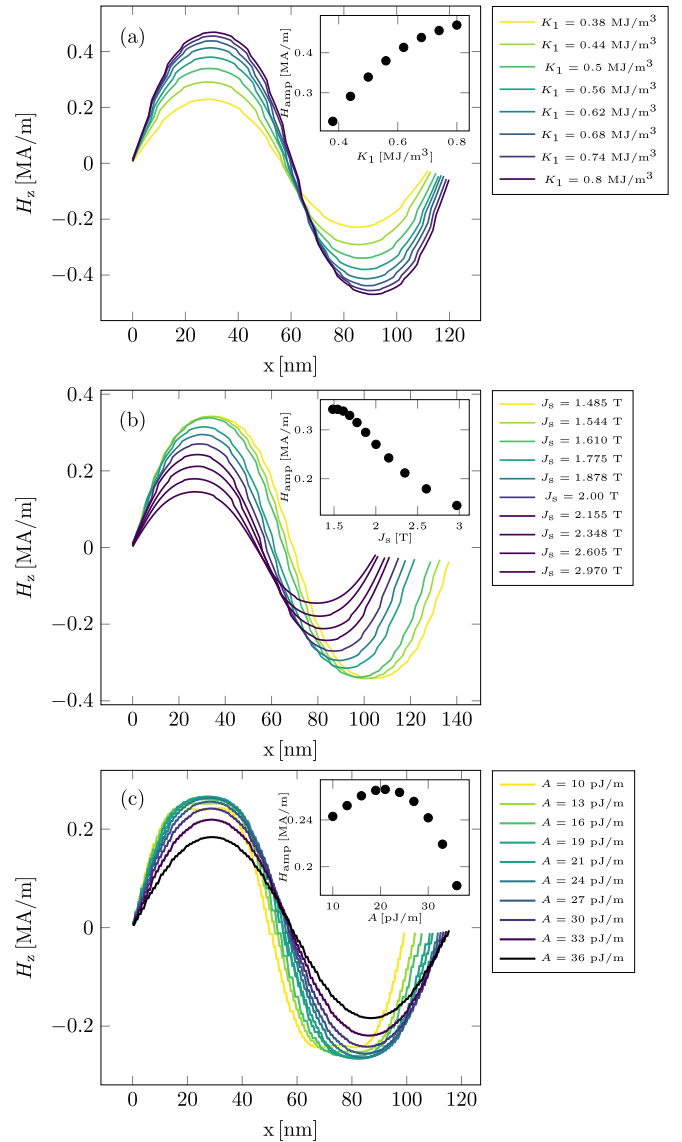 (a)
0.4
0.2
0
−0.2
−0.4
H_z [MA/m]
0 20 40 60 80 100 120
x [nm]
0.3
H_amp [MA/m]
0.4 0.6 0.8
K_1 [MJ/m^3]
K_1 = 0.38 MJ/m^3
K_1 = 0.44 MJ/m^3
K_1 = 0.5 MJ/m^3
K_1 = 0.56 MJ/m^3
K_1 = 0.62 MJ/m^3
K_1 = 0.68 MJ/m^3
K_1 = 0.74 MJ/m^3
K_1 = 0.8 MJ/m^3
(b)
0.4
0.2
0
−0.2
−0.4
H_z [MA/m]
0 20 40 60 80 100 120 140
x [nm]
0.3
0.2
H_amp [MA/m]
1.5 2 2.5 3
J_s [T]
J_s = 1.485 T
J_s = 1.544 T
J_s = 1.610 T
J_s = 1.775 T
J_s = 1.878 T
J_s = 2.00 T
J_s = 2.155 T
J_s = 2.348 T
J_s = 2.605 T
J_s = 2.970 T
(c)
0.2
0
−0.2
H_z [MA/m]
0 20 40 60 80 100 120
x [nm]
0.24
0.2
H_amp [MA/m]
10 20 30
A [pJ/m]
A = 10 pJ/m
A = 13 pJ/m
A = 16 pJ/m
A = 19 pJ/m
A = 21 pJ/m
A = 24 pJ/m
A = 27 pJ/m
A = 30 pJ/m
A = 33 pJ/m
A = 36 pJ/m